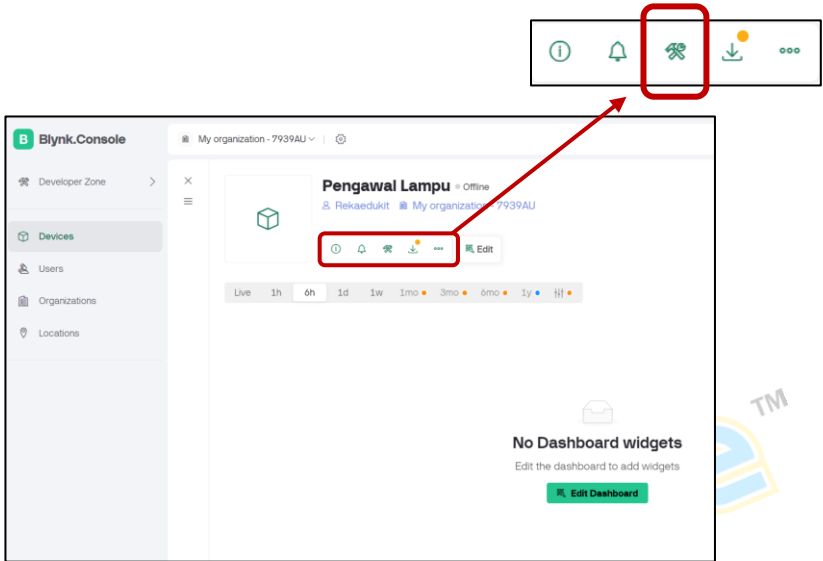 B Blynk.Console
My organization - 7939AU
Developer Zone
Pengawal Lampu Offline
Rekaedukit My organization - 7939AU
Devices
Edit
Users
Live 1h 6h 1d 1w 1mo 3mo 6mo 1y
Organizations
Locations
TM
No Dashboard widgets
Edit the dashboard to add widgets
Edit Dashboard